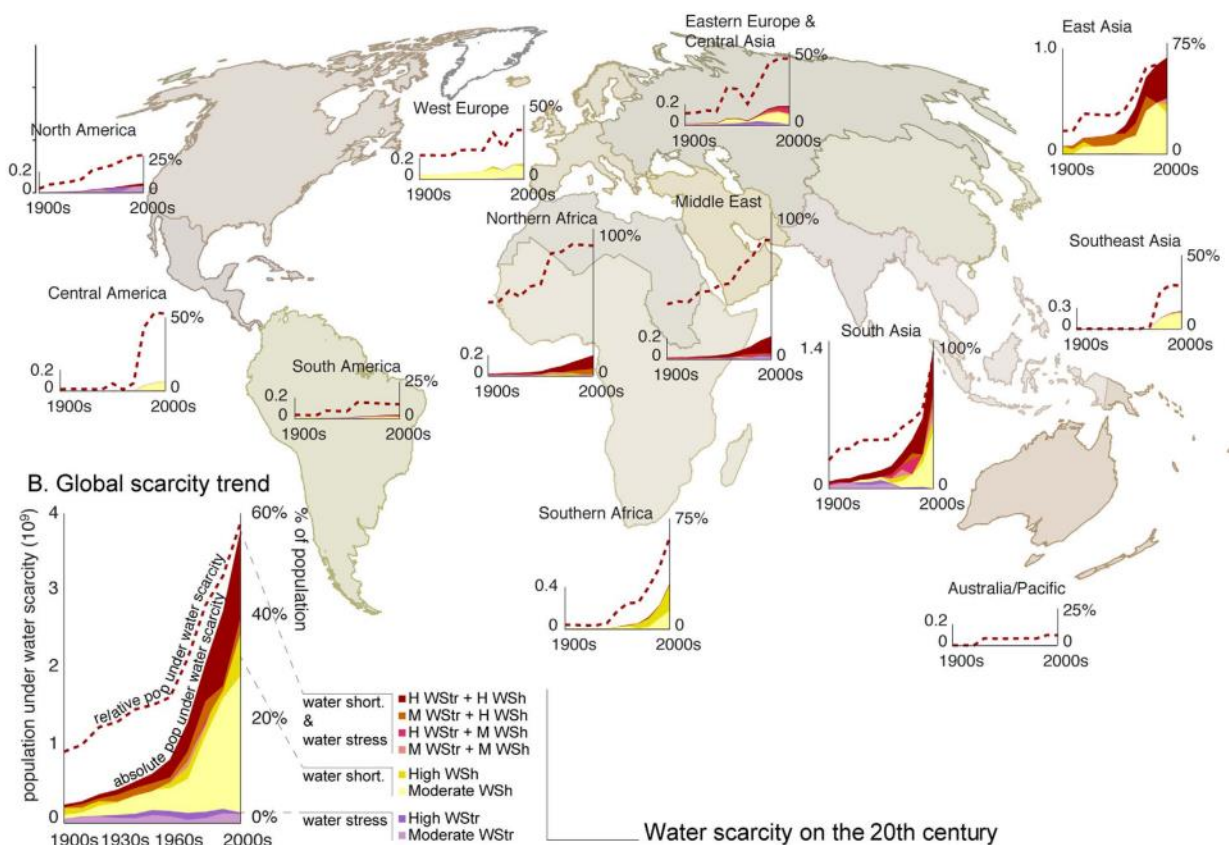 Eastern Europe &
Central Asia
50%
0.2
0
0
1900s
2000s
East Asia
1.0
75%
0
0
1900s
2000s
North America
25%
0.2
0
0
1900s
2000s
West Europe
50%
0.2
0
0
1900s
2000s
Northern Africa
100%
0.2
0
0
1900s
2000s
Middle East
100%
0.2
0
0
1900s
2000s
Southeast Asia
50%
0.3
0
0
1900s
2000s
Central America
50%
0.2
0
0
1900s
2000s
South America
25%
0.2
0
0
1900s
2000s
South Asia
1.4
100%
0
0
1900s
2000s
Southern Africa
75%
0.4
0
0
1900s
2000s
Australia/Pacific
25%
0.2
0
0
1900s
2000s
B. Global scarcity trend
population under water scarcity (10⁹)
4
3
2
1
0
60%
40%
20%
0%
% of population
relative pop under water scarcity
absolute pop under water scarcity
1900s
1930s
1960s
2000s
water short.
&
water stress
H WStr + H WSh
M WStr + H WSh
H WStr + M WSh
M WStr + M WSh
water short.
High WSh
Moderate WSh
water stress
High WStr
Moderate WStr
Water scarcity on the 20th century